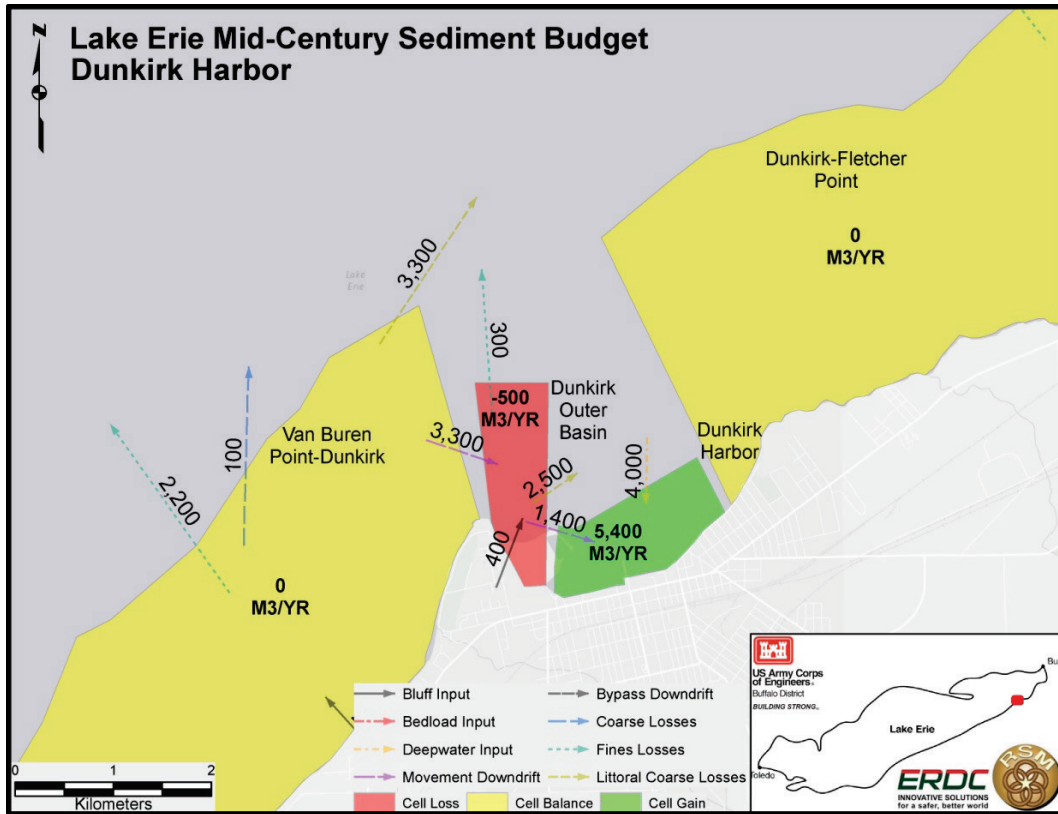 N
Lake Erie Mid-Century Sediment Budget
Dunkirk Harbor
Dunkirk-Fletcher
Point
0
M3/YR
3,300
Lake
Erie
300
-500
M3/YR
Dunkirk
Outer
Basin
Dunkirk
Harbor
Van Buren
Point-Dunkirk
100
2,200
3,300
2,500
4,000
1,400
400
5,400
M3/YR
0
M3/YR
Bluff Input
Bedload Input
Deepwater Input
Movement Downdrift
Bypass Downdrift
Coarse Losses
Fines Losses
Littoral Coarse Losses
Cell Loss
Cell Balance
Cell Gain
0 1 2
Kilometers
US Army Corps
of Engineers®
Buffalo District
BUILDING STRONG®
Bu
Lake Erie
Toledo
ERDC
INNOVATIVE SOLUTIONS
for a safer, better world
RSM